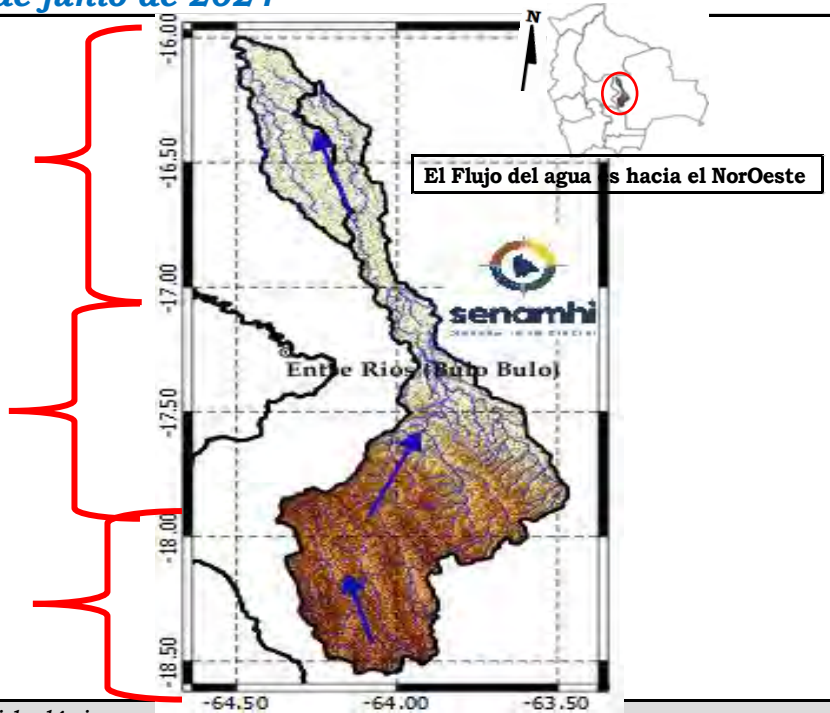 de junio de 2024
N
El Flujo del agua es hacia el NorOeste
-16.00
-16.50
-17.00
-17.50
-18.00
-18.50
senamhi
Entre Rios (Bulo Bulo)
-64.50 -64.00 -63.50